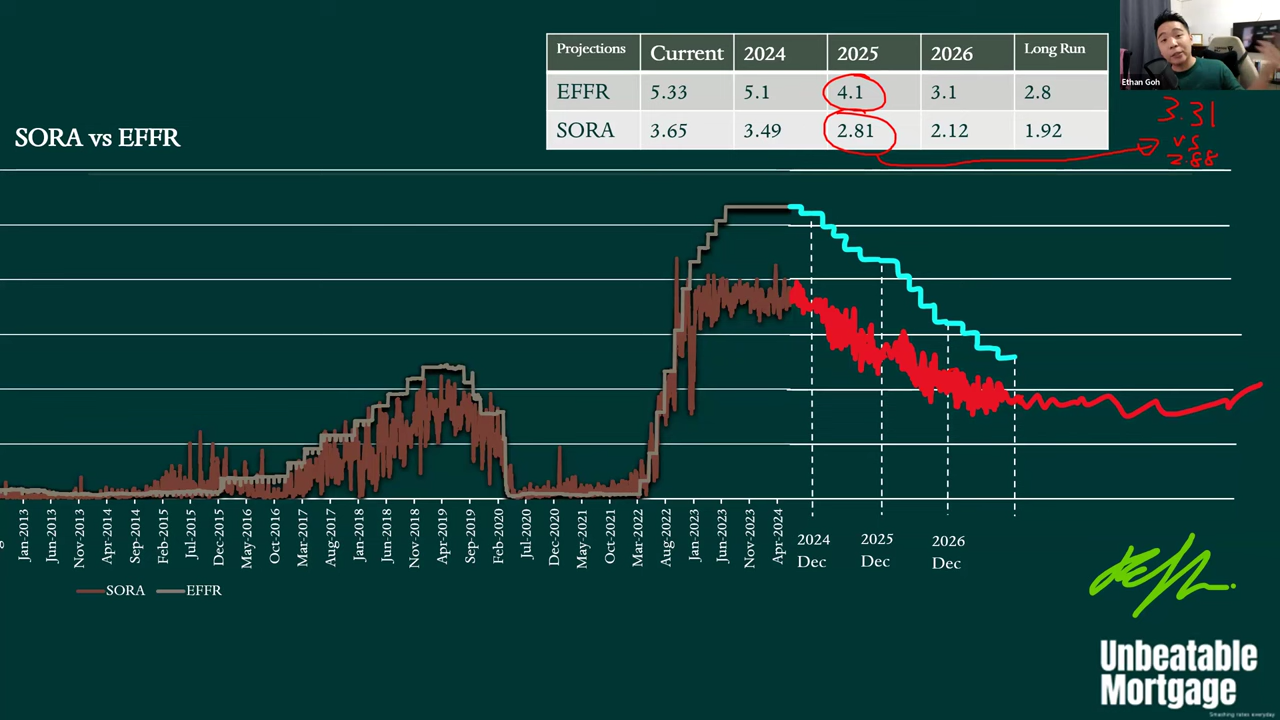 Projections Current 2024 2025 2026 Long Run
EFFR 5.33 5.1 4.1 3.1 2.8
SORA 3.65 3.49 2.81 2.12 1.92
Ethan Goh
3.31
vs
2.88
SORA vs EFFR
Jan-2013 Jun-2013 Nov-2013 Apr-2014 Sep-2014 Feb-2015 Jul-2015 Dec-2015 May-2016 Oct-2016 Mar-2017 Aug-2017 Jan-2018 Jun-2018 Nov-2018 Apr-2019 Sep-2019 Feb-2020 Jul-2020 Dec-2020 May-2021 Oct-2021 Mar-2022 Aug-2022 Jan-2023 Jun-2023 Nov-2023 Apr-2024
2024 2025 2026
Dec Dec Dec
SORA EFFR
Unbeatable
Mortgage
Smashing rates everyday